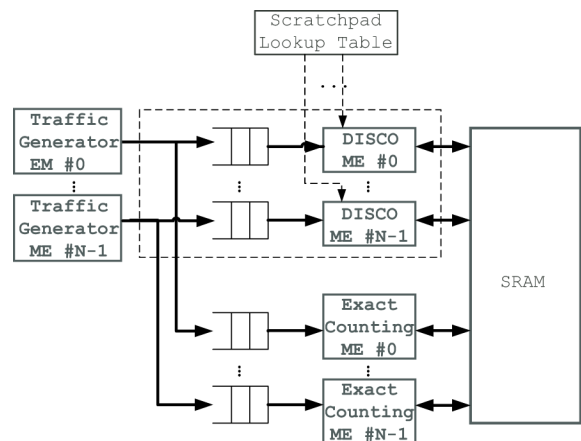 Scratchpad
Lookup Table
...
Traffic
Generator
EM #0
...
Traffic
Generator
ME #N-1
DISCO
ME #0
...
...
DISCO
ME #N-1
SRAM
Exact
Counting
ME #0
...
...
Exact
Counting
ME #N-1